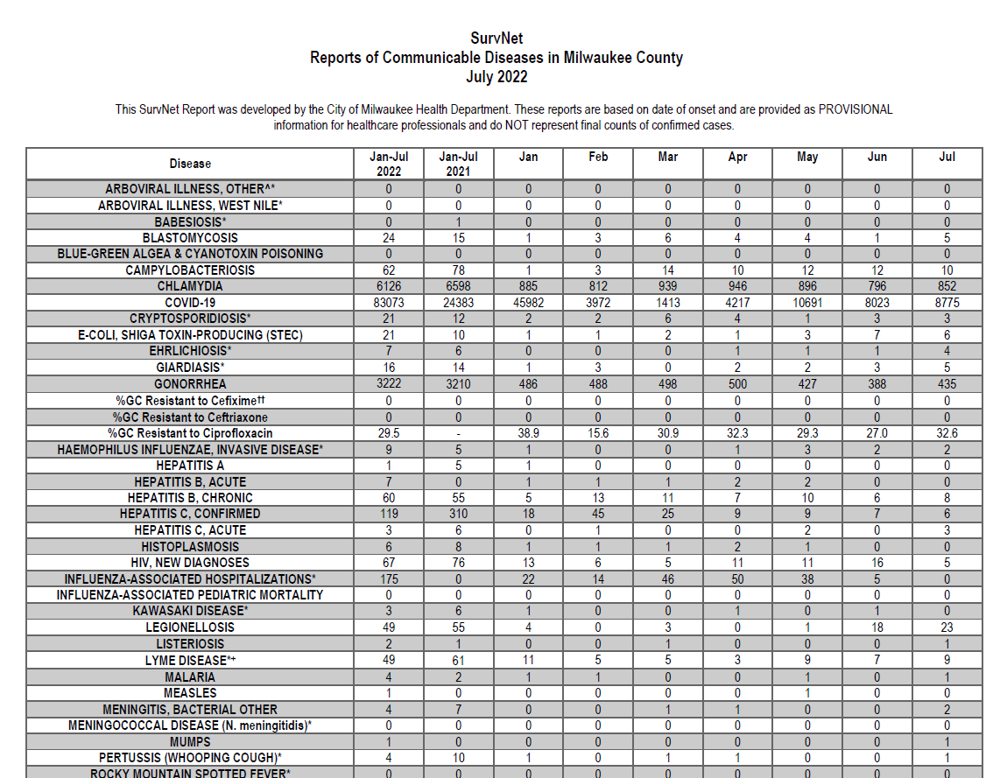 SurvNet
Reports of Communicable Diseases in Milwaukee County
July 2022
This SurvNet Report was developed by the City of Milwaukee Health Department. These reports are based on date of onset and are provided as PROVISIONAL
information for healthcare professionals and do NOT represent final counts of confirmed cases.
Disease Jan-Jul 2022 Jan-Jul 2021 Jan Feb Mar Apr May Jun Jul
ARBOVIRAL ILLNESS, OTHER^* 0 0 0 0 0 0 0 0 0
ARBOVIRAL ILLNESS, WEST NILE* 0 0 0 0 0 0 0 0 0
BABESIOSIS* 0 1 0 0 0 0 0 0 0
BLASTOMYCOSIS 24 15 1 3 6 4 4 1 5
BLUE-GREEN ALGEA & CYANOTOXIN POISONING 0 0 0 0 0 0 0 0 0
CAMPYLOBACTERIOSIS 62 78 1 3 14 10 12 12 10
CHLAMYDIA 6126 6598 885 812 939 946 896 796 852
COVID-19 83073 24383 45982 3972 1413 4217 10691 8023 8775
CRYPTOSPORIDIOSIS* 21 12 2 2 6 4 1 3 3
E-COLI, SHIGA TOXIN-PRODUCING (STEC) 21 10 1 1 2 1 3 7 6
EHRLICHIOSIS* 7 6 0 0 0 1 1 1 4
GIARDIASIS* 16 14 1 3 0 2 2 3 5
GONORRHEA 3222 3210 486 488 498 500 427 388 435
%GC Resistant to Cefixime†† 0 0 0 0 0 0 0 0 0
%GC Resistant to Ceftriaxone 0 0 0 0 0 0 0 0 0
%GC Resistant to Ciprofloxacin 29.5 - 38.9 15.6 30.9 32.3 29.3 27.0 32.6
HAEMOPHILUS INFLUENZAE, INVASIVE DISEASE* 9 5 1 0 0 1 3 2 2
HEPATITIS A 1 5 1 0 0 0 0 0 0
HEPATITIS B, ACUTE 7 0 1 1 1 2 2 0 0
HEPATITIS B, CHRONIC 60 55 5 13 11 7 10 6 8
HEPATITIS C, CONFIRMED 119 310 18 45 25 9 9 7 6
HEPATITIS C, ACUTE 3 6 0 1 0 0 2 0 3
HISTOPLASMOSIS 6 8 1 1 1 2 1 0 0
HIV, NEW DIAGNOSES 67 76 13 6 5 11 11 16 5
INFLUENZA-ASSOCIATED HOSPITALIZATIONS* 175 0 22 14 46 50 38 5 0
INFLUENZA-ASSOCIATED PEDIATRIC MORTALITY 0 0 0 0 0 0 0 0 0
KAWASAKI DISEASE* 3 6 1 0 0 1 0 1 0
LEGIONELLOSIS 49 55 4 0 3 0 1 18 23
LISTERIOSIS 2 1 0 0 1 0 0 0 1
LYME DISEASE*+ 49 61 11 5 5 3 9 7 9
MALARIA 4 2 1 1 0 0 1 0 1
MEASLES 1 0 0 0 0 0 1 0 0
MENINGITIS, BACTERIAL OTHER 4 7 0 0 1 1 0 0 2
MENINGOCOCCAL DISEASE (N. meningitidis)* 0 0 0 0 0 0 0 0 0
MUMPS 1 0 0 0 0 0 0 0 1
PERTUSSIS (WHOOPING COUGH)* 4 10 1 0 1 1 0 0 1
ROCKY MOUNTAIN SPOTTED FEVER* 0 0 0 0 0 0 0 0 0